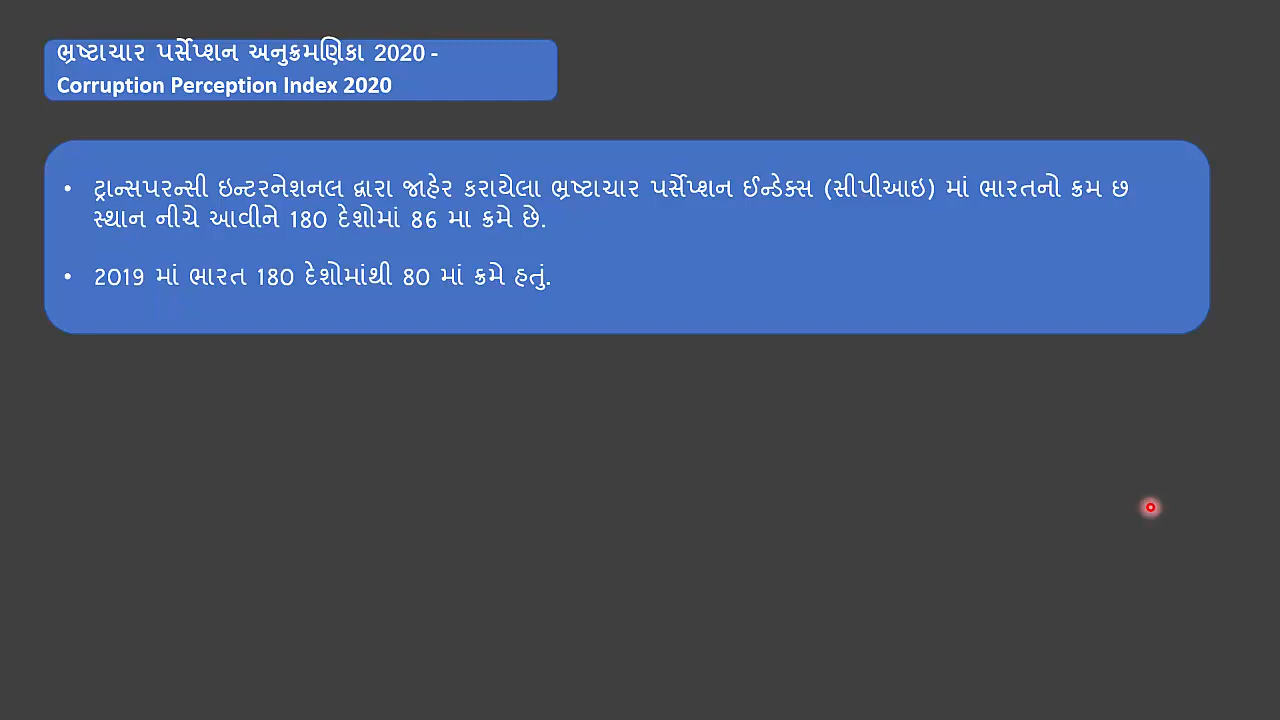 ભ્રષ્ટાચાર પર્સેપ્શન અનુક્રમણિકા 2020 -
Corruption Perception Index 2020
• ટ્રાન્સપરન્સી ઇન્ટરનેશનલ દ્વારા જાહેર કરાયેલા ભ્રષ્ટાચાર પર્સેપ્શન ઈન્ડેક્સ (સીપીઆઇ) માં ભારતનો ક્રમ છ
સ્થાન નીચે આવીને 180 દેશોમાં 86 મા ક્રમે છે.
• 2019 માં ભારત 180 દેશોમાંથી 80 માં ક્રમે હતું.